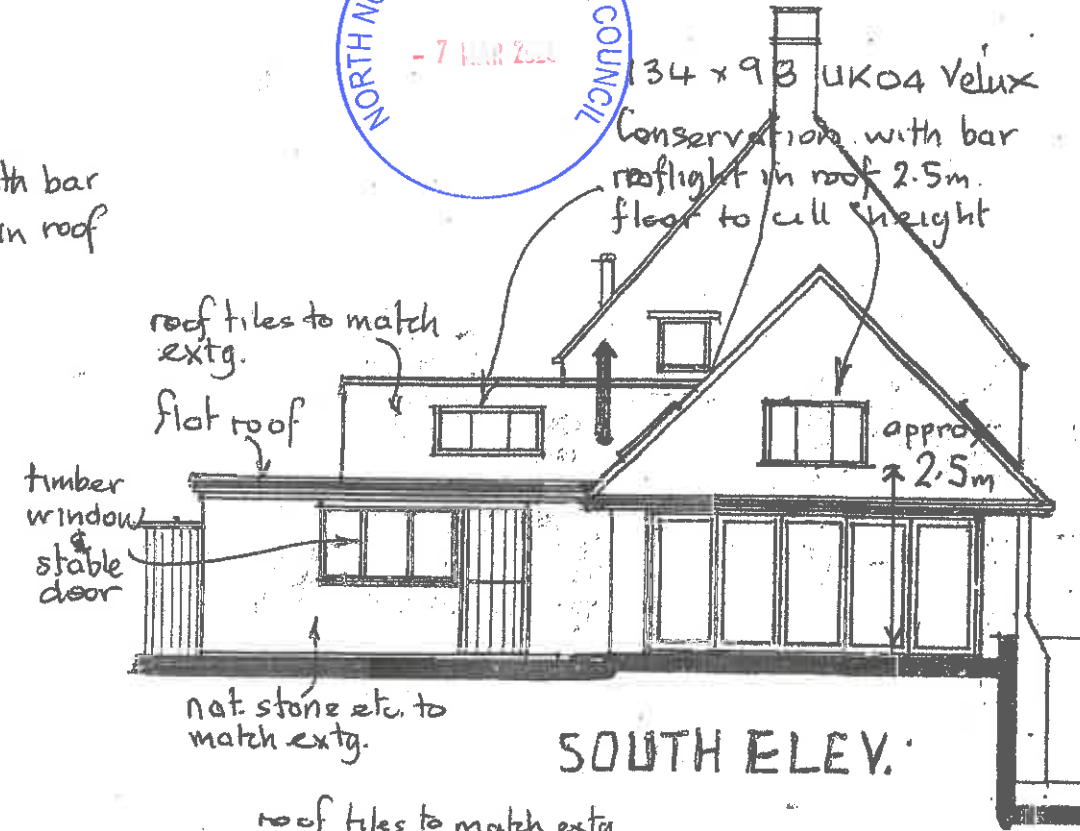 NORTH NO
COUNCIL
- 7 MAR
134 x 98 UK04 Velux
Conservation with bar
rooflight in roof 2.5m
floor to cill height
th bar
in roof
roof tiles to match
extg.
flat roof
timber
window
&
stable
door
approx
2.5m
nat. stone etc. to
match extg.
SOUTH ELEV.
roof tiles to match extg